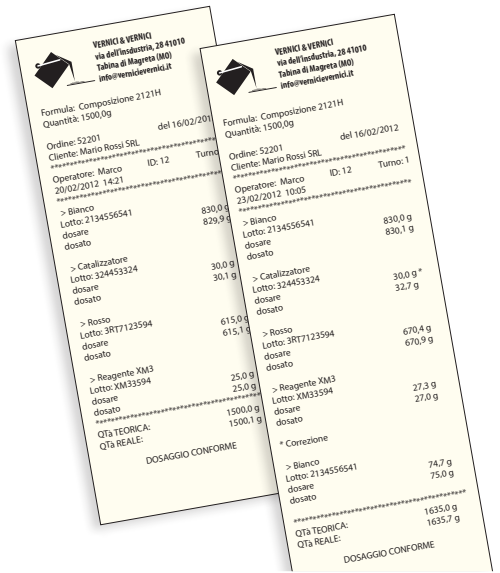 VERNICI & VERNICI
via dell'insdustria, 28 41010
Tabina di Magreta (MO)
info@vernicievernici.it
Formula: Composizione 2121H
Quantità: 1500,0g
Ordine: 52201
del 16/02/201
Cliente: Mario Rossi SRL
****************************************************
Operatore: Marco ID: 12 Turno
20/02/2012 14:21
****************************************************
> Bianco
Lotto: 2134556541
dosare 830,0 g
dosato 829,9 g
> Catalizzatore
Lotto: 324453324
dosare 30,0 g
dosato 30,1 g
> Rosso
Lotto: 3RT7123594
dosare 615,0 g
dosato 615,1 g
> Reagente XM3
Lotto: XM33594
dosare 25,0 g
dosato 25,0 g
****************************************************
QTà TEORICA: 1500,0 g
QTà REALE: 1500,1 g
DOSAGGIO CONFORME
VERNICI & VERNICI
via dell'insdustria, 28 41010
Tabina di Magreta (MO)
info@vernicievernici.it
Formula: Composizione 2121H
Quantità: 1500,0g
Ordine: 52201
del 16/02/2012
Cliente: Mario Rossi SRL
****************************************************
Operatore: Marco ID: 12 Turno: 1
23/02/2012 10:05
****************************************************
> Bianco
Lotto: 2134556541
dosare 830,0 g
dosato 830,1 g
> Catalizzatore
Lotto: 324453324
dosare 30,0 g *
dosato 32,7 g
> Rosso
Lotto: 3RT7123594
dosare 670,4 g
dosato 670,9 g
> Reagente XM3
Lotto: XM33594
dosare 27,3 g
dosato 27,0 g
* Correzione
> Bianco
Lotto: 2134556541
dosare 74,7 g
dosato 75,0 g
****************************************************
QTà TEORICA: 1635,0 g
QTà REALE: 1635,7 g
DOSAGGIO CONFORME